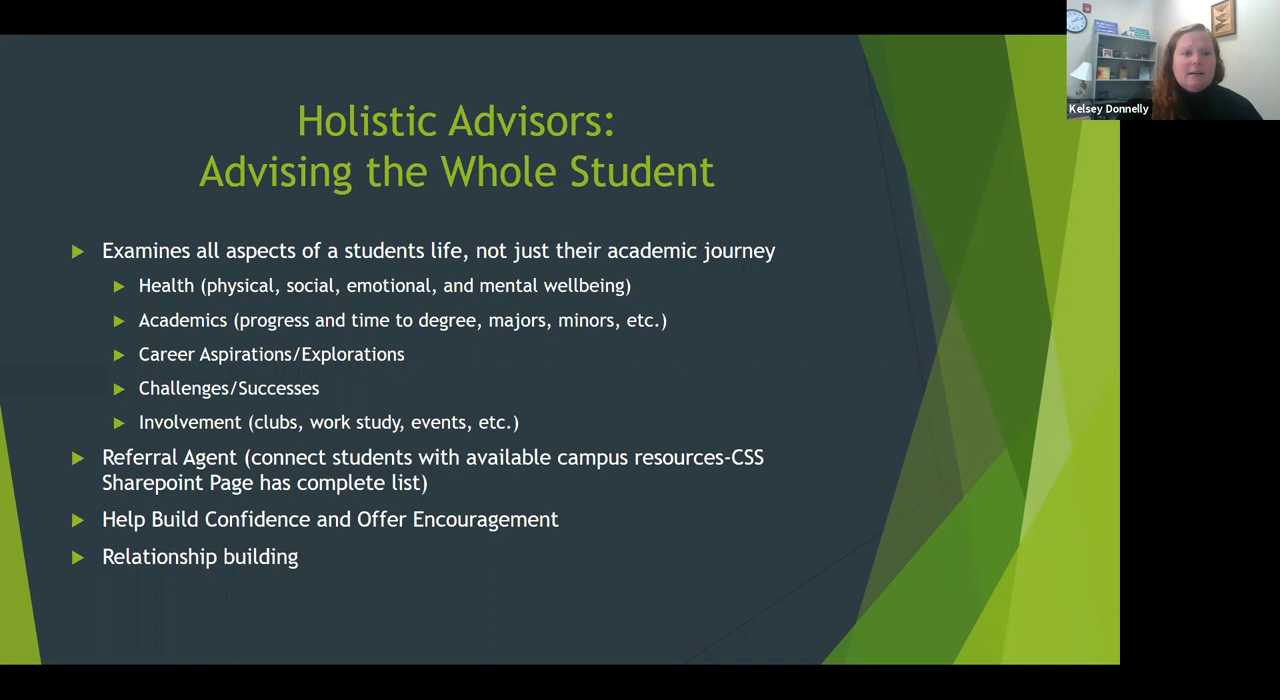 Holistic Advisors:
Advising the Whole Student
Examines all aspects of a students life, not just their academic journey
Health (physical, social, emotional, and mental wellbeing)
Academics (progress and time to degree, majors, minors, etc.)
Career Aspirations/Explorations
Challenges/Successes
Involvement (clubs, work study, events, etc.)
Referral Agent (connect students with available campus resources-CSS
Sharepoint Page has complete list)
Help Build Confidence and Offer Encouragement
Relationship building
Kelsey Donnelly